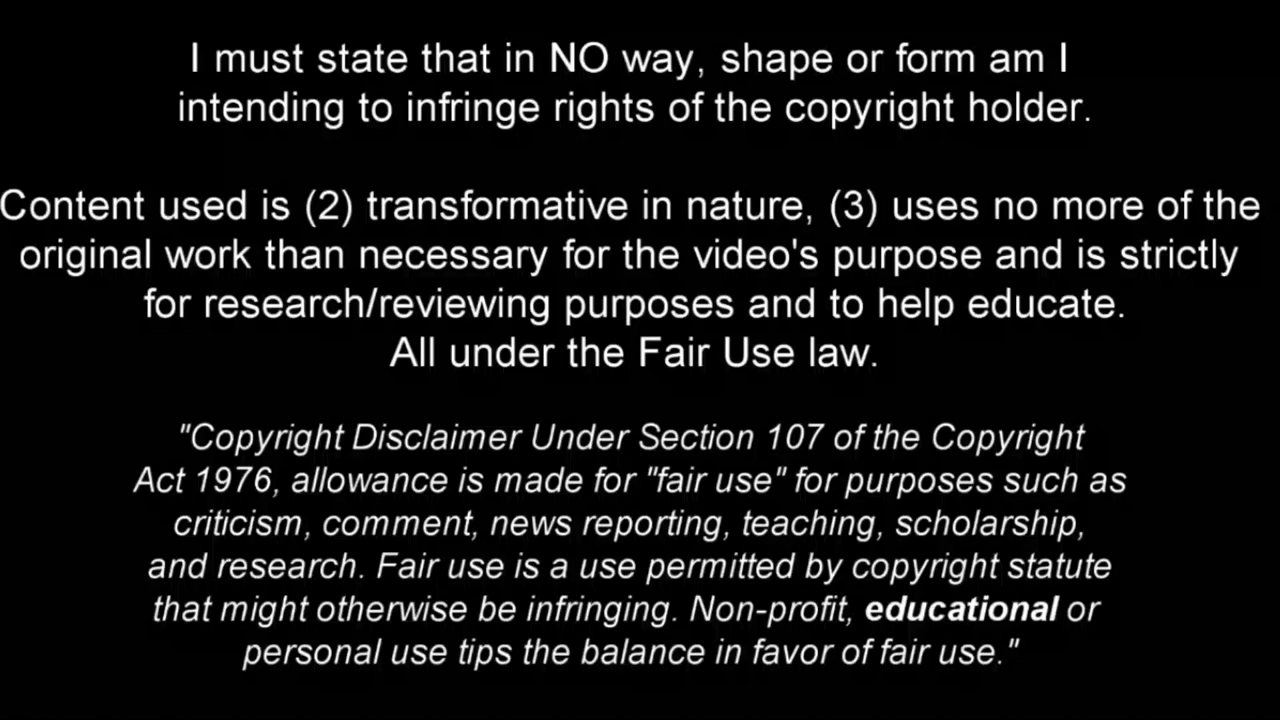 I must state that in NO way, shape or form am I
intending to infringe rights of the copyright holder.
Content used is (2) transformative in nature, (3) uses no more of the
original work than necessary for the video's purpose and is strictly
for research/reviewing purposes and to help educate.
All under the Fair Use law.
"Copyright Disclaimer Under Section 107 of the Copyright
Act 1976, allowance is made for "fair use" for purposes such as
criticism, comment, news reporting, teaching, scholarship,
and research. Fair use is a use permitted by copyright statute
that might otherwise be infringing. Non-profit, educational or
personal use tips the balance in favor of fair use."